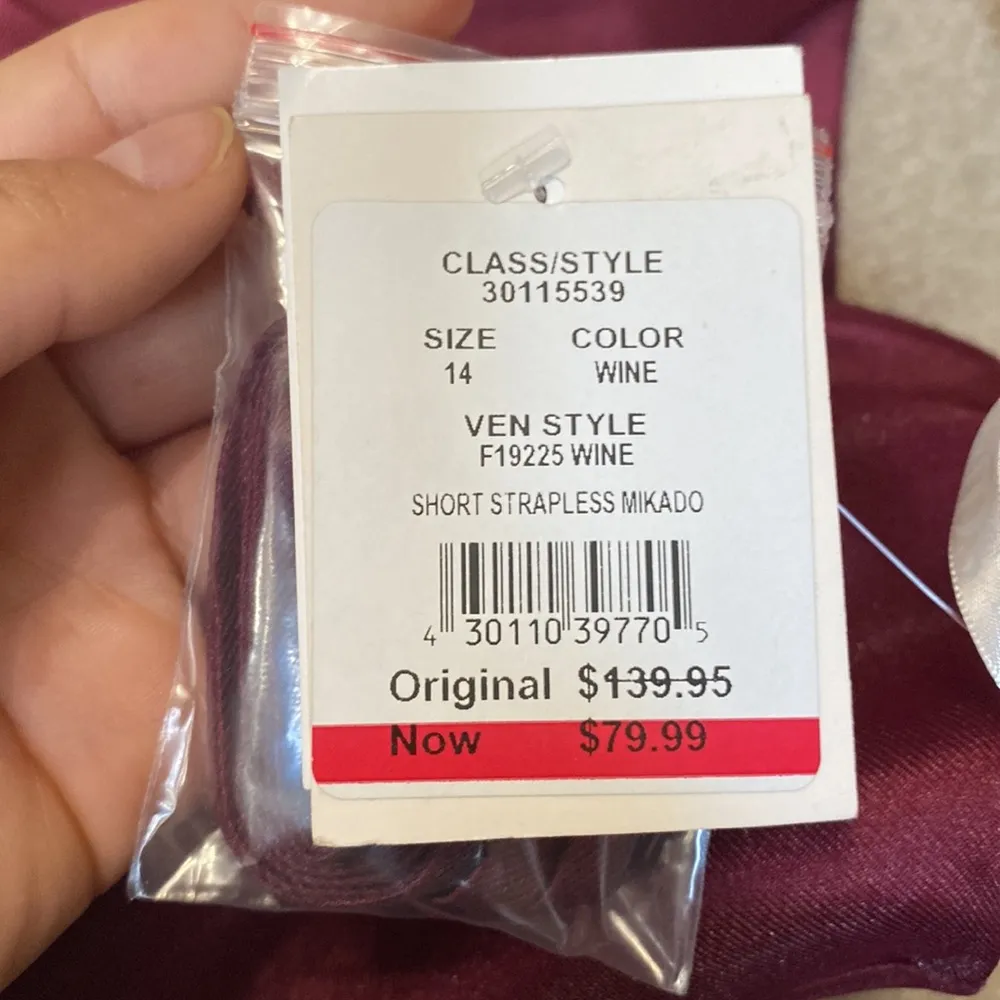 CLASS/STYLE
30115539
SIZE COLOR
14 WINE
VEN STYLE
F19225 WINE
SHORT STRAPLESS MIKADO
4 30110 39770 5
Original $139.95
Now $79.99